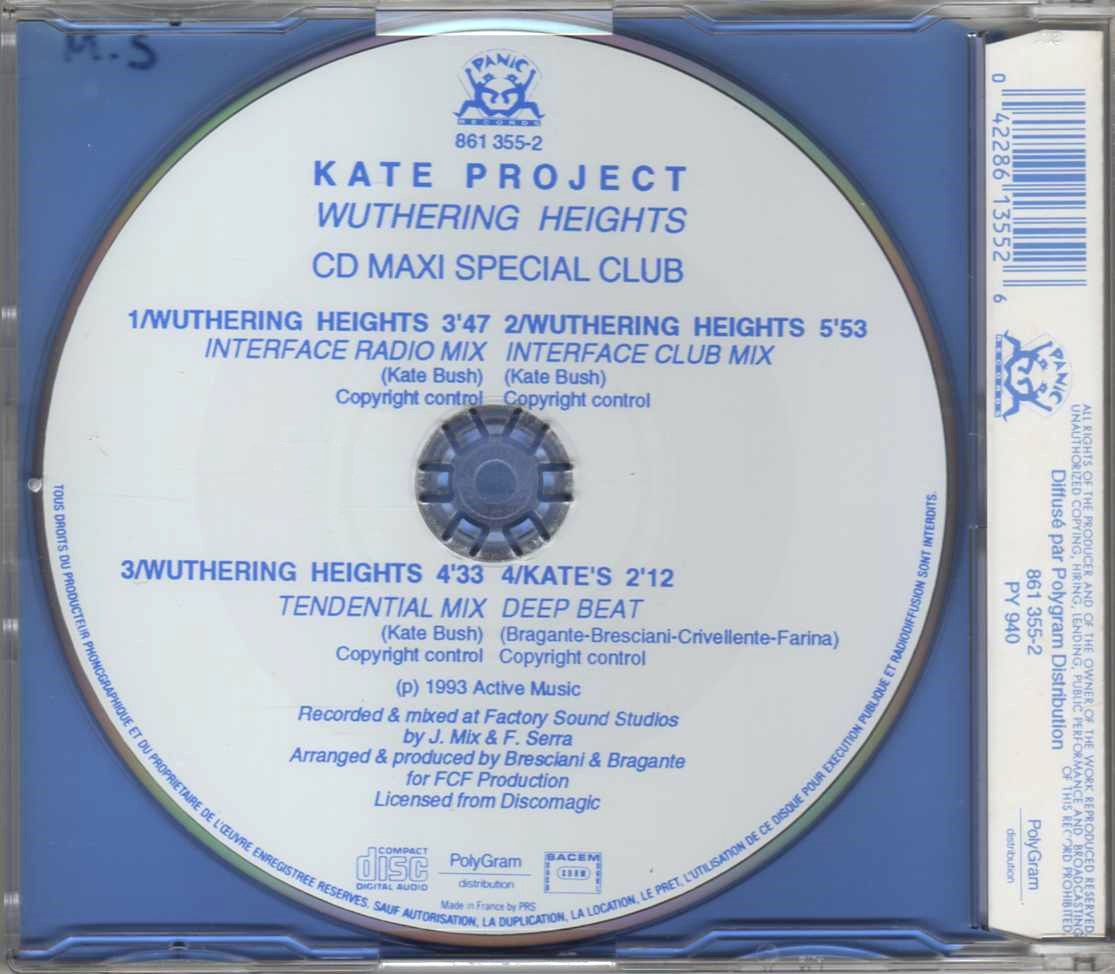 M.S
PANIC
RECORDS
861 355-2
KATE PROJECT
WUTHERING HEIGHTS
CD MAXI SPECIAL CLUB
1/WUTHERING HEIGHTS 3'47 2/WUTHERING HEIGHTS 5'53
INTERFACE RADIO MIX INTERFACE CLUB MIX
(Kate Bush) (Kate Bush)
Copyright control Copyright control
3/WUTHERING HEIGHTS 4'33 4/KATE'S 2'12
TENDENTIAL MIX DEEP BEAT
(Kate Bush) (Bragante-Bresciani-Crivellente-Farina)
Copyright control Copyright control
(p) 1993 Active Music
Recorded & mixed at Factory Sound Studios
by J. Mix & F. Serra
Arranged & produced by Bresciani & Bragante
for FCF Production
Licensed from Discomagic
COMPACT
disc
DIGITAL AUDIO
PolyGram
distribution
SACEM
Made in France by PRS
TOUS DROITS DU PRODUCTEUR PHONOGRAPHIQUE ET DU PROPRIETAIRE DE L'ŒUVRE ENREGISTREE RESERVES. SAUF AUTORISATION, LA DUPLICATION, LA LOCATION, LE PRET, L'UTILISATION DE CE DISQUE POUR EXECUTION PUBLIQUE ET RADIODIFFUSION SONT INTERDITS.
0 42286 13552 6
PANIC
RECORDS
ALL RIGHTS OF THE PRODUCER AND OF THE OWNER OF THE WORK REPRODUCED RESERVED.
UNAUTHORIZED COPYING, HIRING, LENDING, PUBLIC PERFORMANCE AND BROADCASTING
OF THIS RECORD PROHIBITED
Diffusé par Polygram Distribution
861 355-2
PY 940
PolyGram
distribution